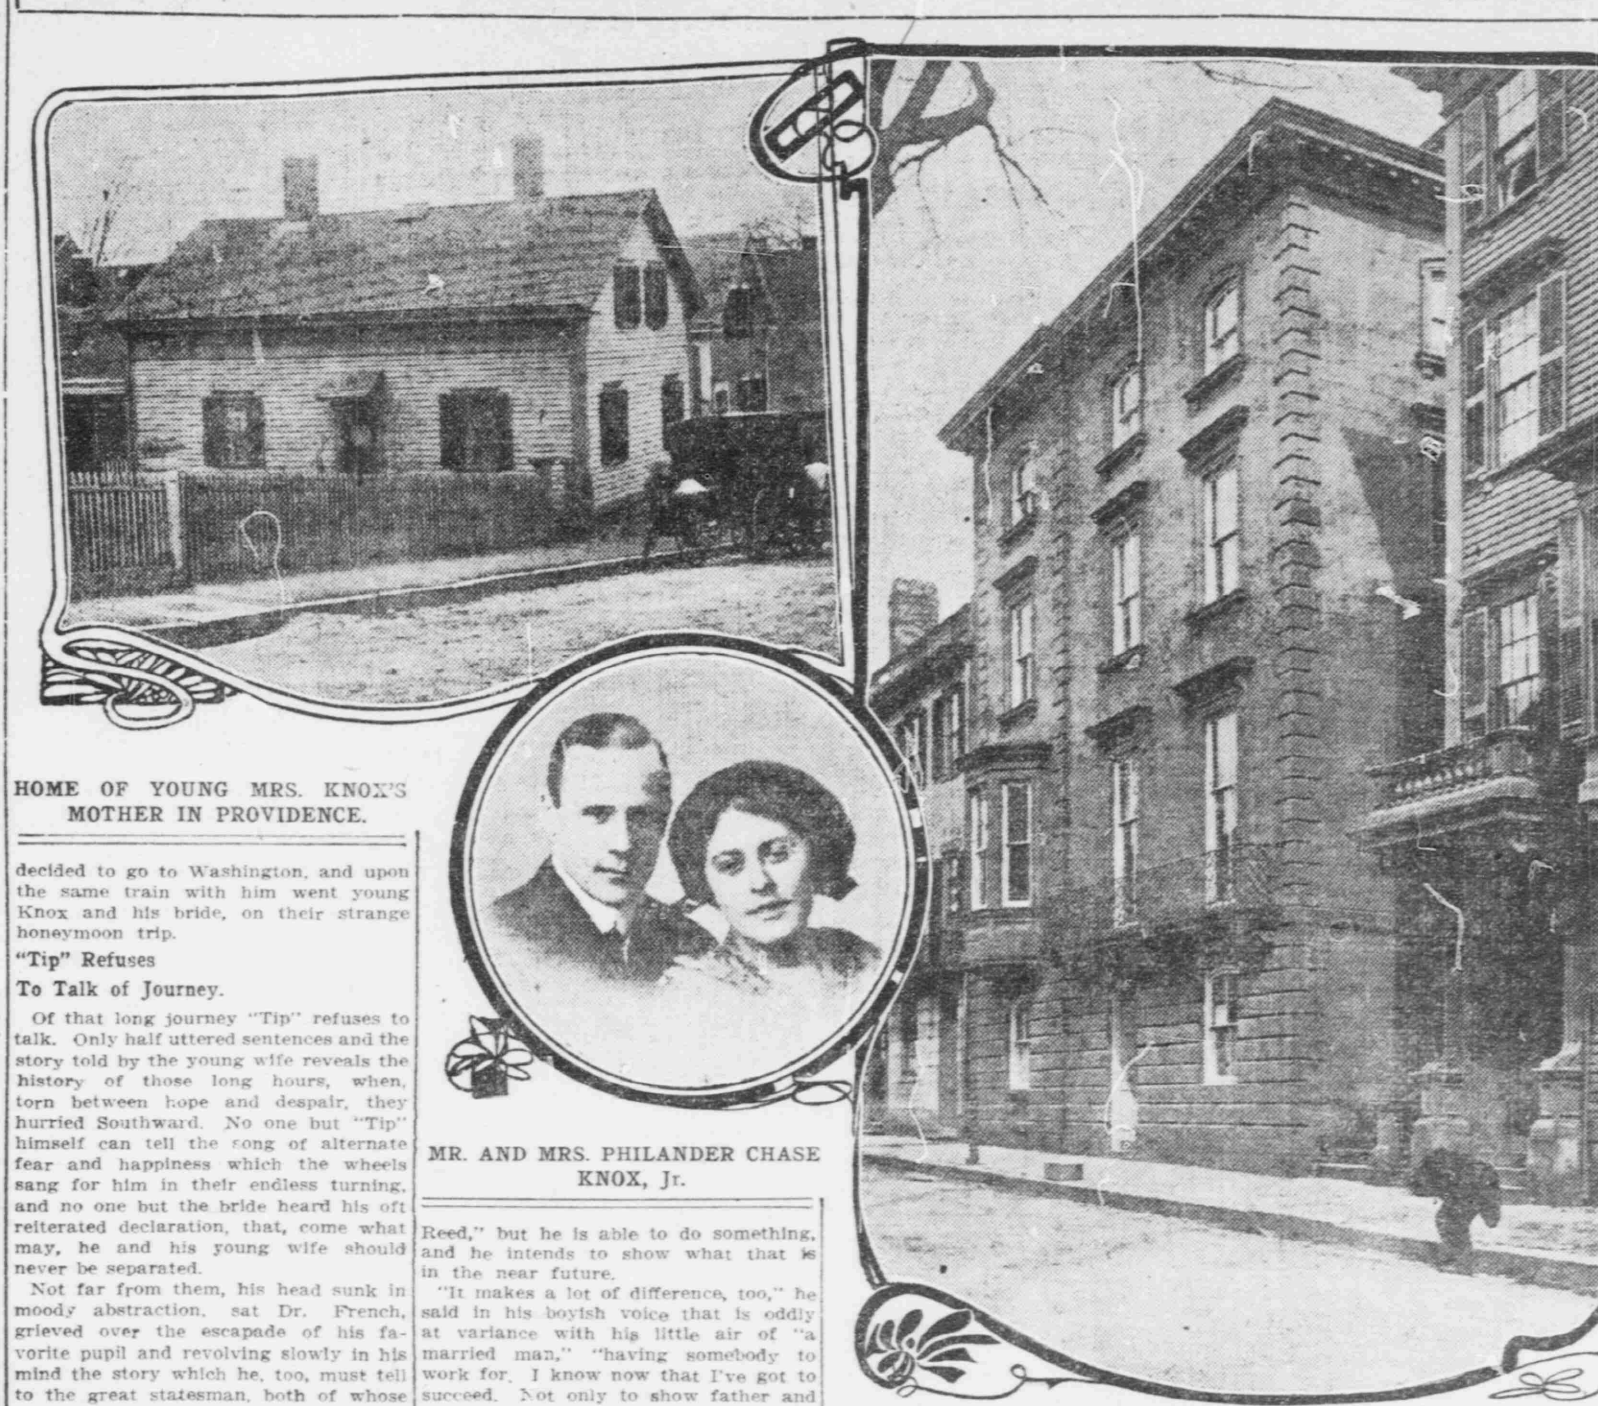 HOME OF YOUNG MRS. KNOX'S
MOTHER IN PROVIDENCE.
decided to go to Washington, and upon
the same train with him went young
Knox and his bride, on their strange
honeymoon trip.
"Tip" Refuses
To Talk of Journey.
Of that long journey "Tip" refuses to
talk. Only half uttered sentences and the
story told by the young wife reveals the
history of those long hours, when,
torn between hope and despair, they
hurried Southward. No one but "Tip"
himself can tell the song of alternate
fear and happiness which the wheels
sang for him in their endless turning,
and no one but the bride heard his oft
reiterated declaration, that, come what
may, he and his young wife should
never be separated.
Not far from them, his head sunk in
moody abstraction, sat Dr. French,
grieved over the escapade of his fa-
vorite pupil and revolving slowly in his
mind the story which he, too, must tell
to the great statesman, both of whose
MR. AND MRS. PHILANDER CHASE
KNOX, Jr.
Reed," but he is able to do something,
and he intends to show what that is
in the near future.
"It makes a lot of difference, too," he
said in his boyish voice that is oddly
at variance with his little air of "a
married man," "having somebody to
work for. I know now that I've got to
succeed. Not only to show father and